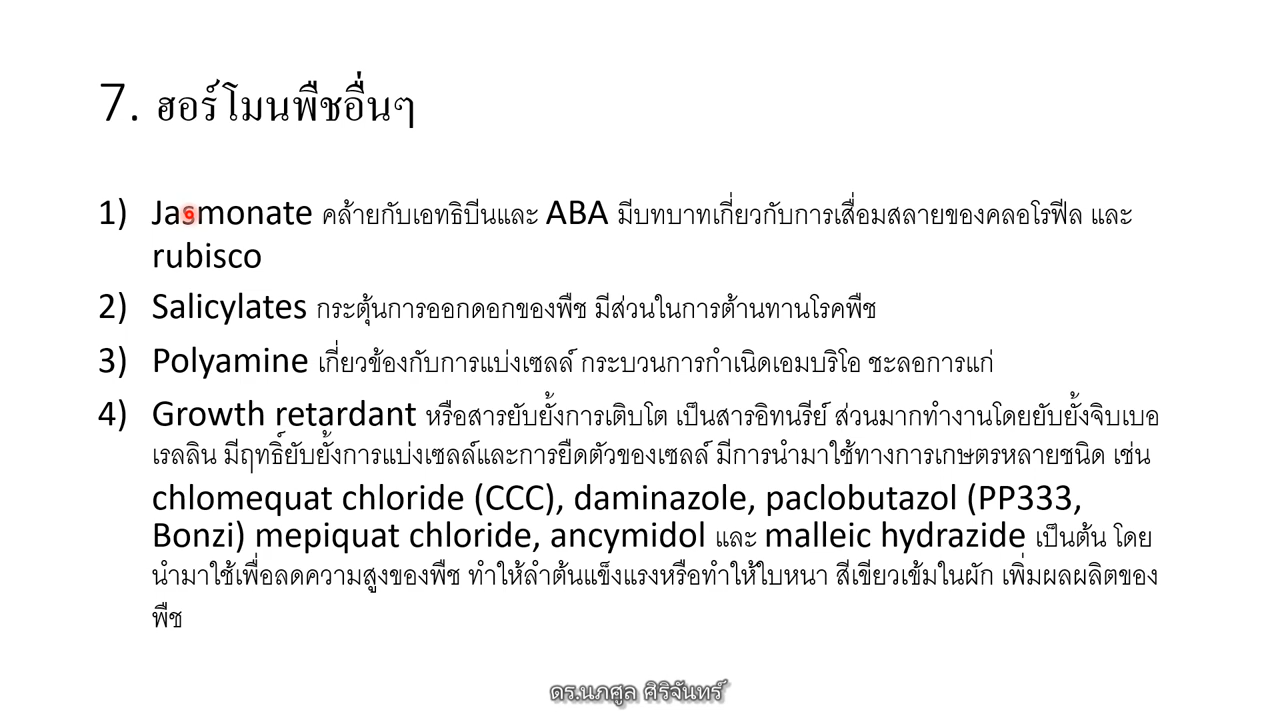 7. ฮอร์โมนพืชอื่นๆ
1) Jasmonate คล้ายกับเอทธิบีนและ ABA มีบทบาทเกี่ยวกับการเสื่อมสลายของคลอโรฟีล และ
rubisco
2) Salicylates กระตุ้นการออกดอกของพืช มีส่วนในการต้านทานโรคพืช
3) Polyamine เกี่ยวข้องกับการแบ่งเซลล์ กระบวนการกำเนิดเอมบริโอ ชะลอการแก่
4) Growth retardant หรือสารยับยั้งการเติบโต เป็นสารอิทนรีย์ ส่วนมากทำงานโดยยับยั้งจิบเบอ
เรลลิน มีฤทธิ์ยับยั้งการแบ่งเซลล์และการยืดตัวของเซลล์ มีการนำมาใช้ทางการเกษตรหลายชนิด เช่น
chlomequat chloride (CCC), daminazole, paclobutazol (PP333,
Bonzi) mepiquat chloride, ancymidol และ malleic hydrazide เป็นต้น โดย
นำมาใช้เพื่อลดความสูงของพืช ทำให้ลำต้นแข็งแรงหรือทำให้ใบหนา สีเขียวเข้มในผัก เพิ่มผลผลิตของ
พืช
ดร.นภศูล ศิริจันทร์